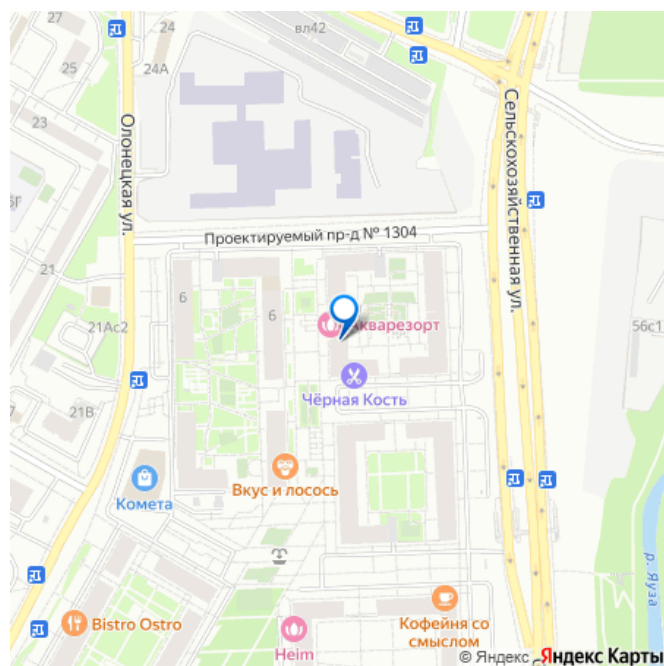 27
24
вл42
25
24А
23
Олонецкая ул.
Сельскохозяйственная ул.
Проектируемый пр-д № 1304
21
6
6
21Ас2
Акварезорт
56с1
Чёрная Кость
21В
Вкус и лосось
Комета
р. Яуза
Bistro Ostro
Кофейня со
смыслом
Heim
© Яндекс Яндекс Карты